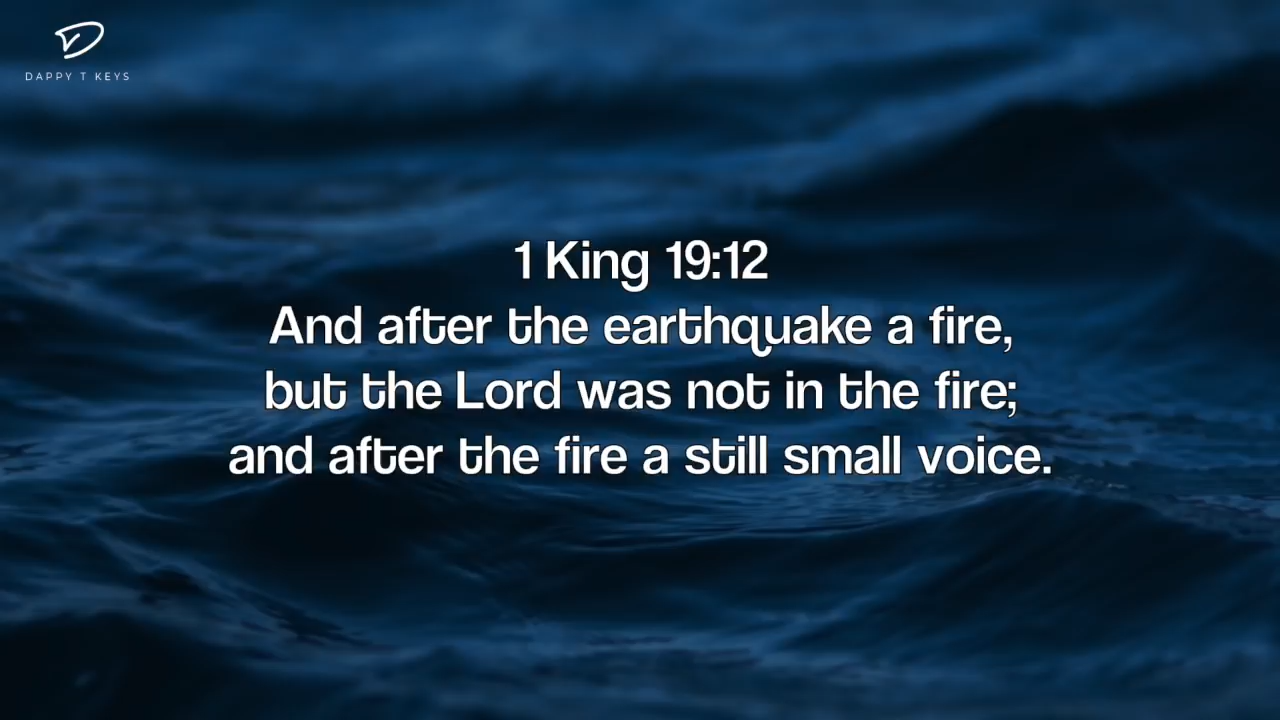 DAPPY T KEYS
1 King 19:12
And after the earthquake a fire,
but the Lord was not in the fire;
and after the fire a still small voice.